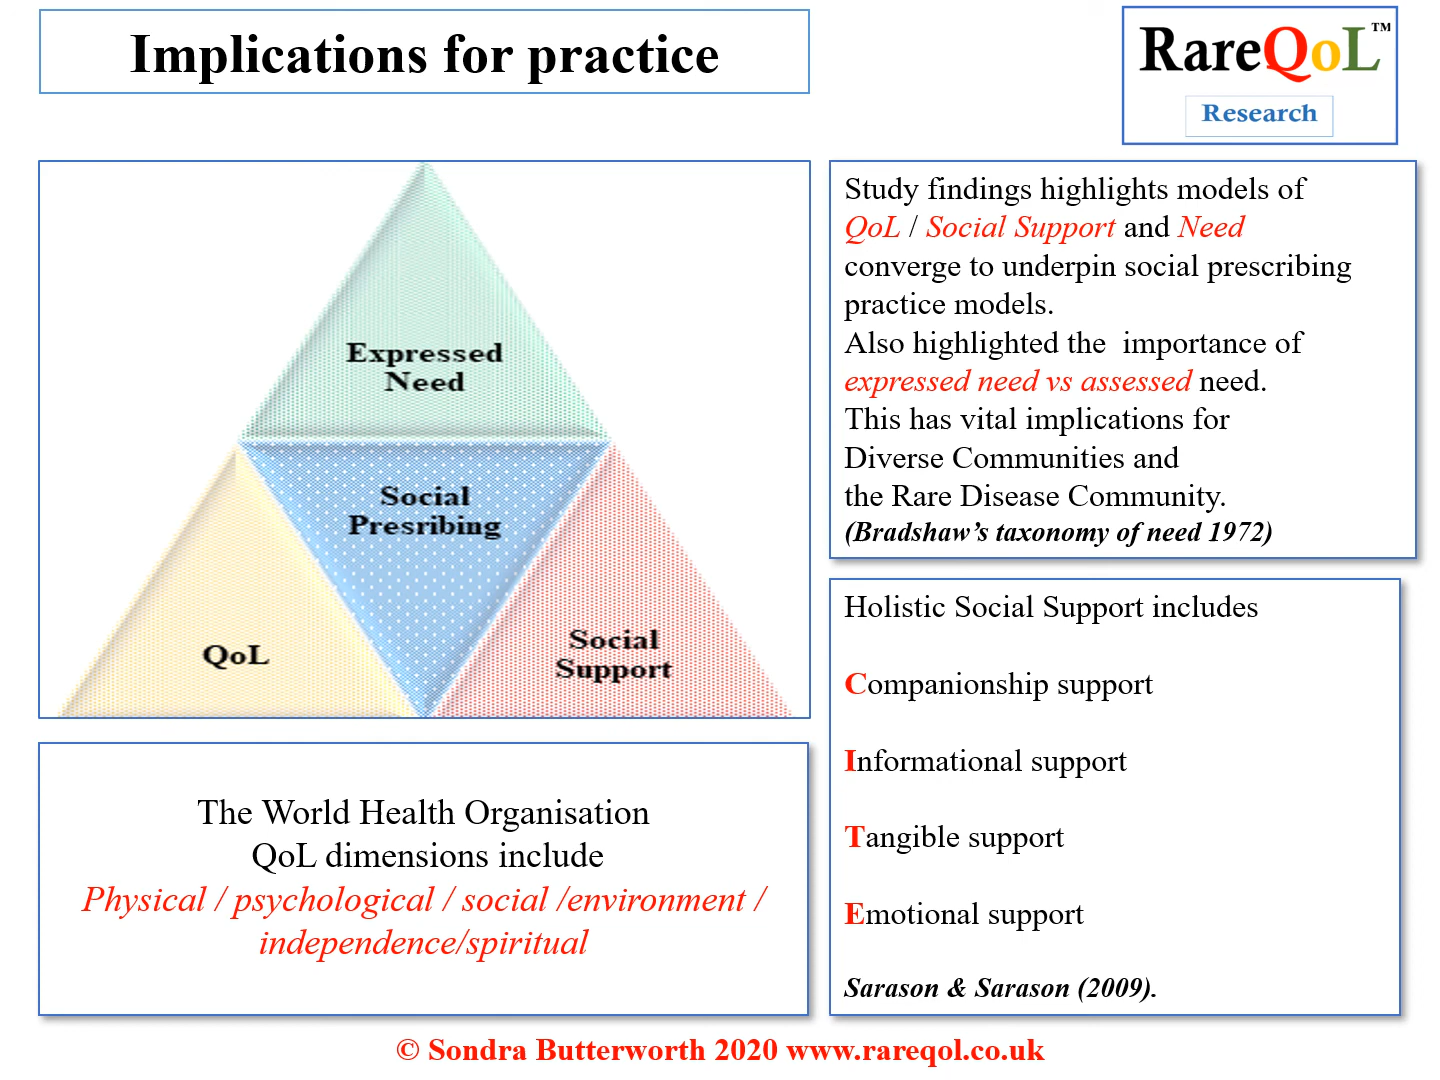 Implications for practice
RareQoL™
Research
Expressed
Need
Social
Presribing
QoL
Social
Support
Study findings highlights models of
QoL / Social Support and Need
converge to underpin social prescribing
practice models.
Also highlighted the importance of
expressed need vs assessed need.
This has vital implications for
Diverse Communities and
the Rare Disease Community.
(Bradshaw's taxonomy of need 1972)
The World Health Organisation
QoL dimensions include
Physical / psychological / social /environment /
independence/spiritual
Holistic Social Support includes
Companionship support
Informational support
Tangible support
Emotional support
Sarason & Sarason (2009).
© Sondra Butterworth 2020 www.rareqol.co.uk